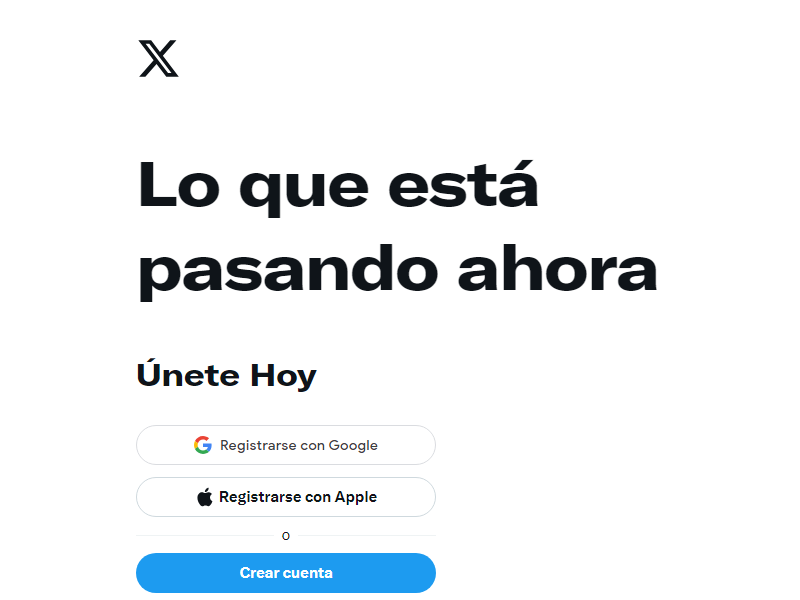 Lo que está
pasando ahora
Únete Hoy
Registrarse con Google
Registrarse con Apple
o
Crear cuenta